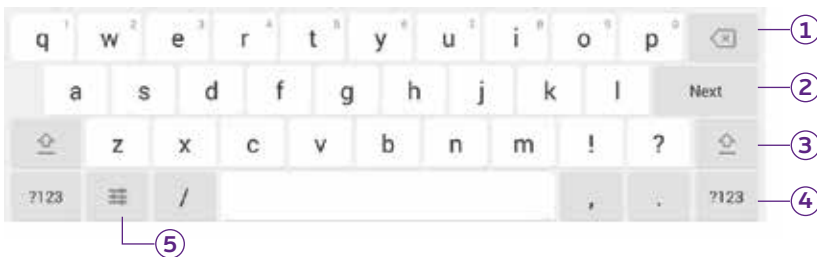 q 1 w 2 e 3 r 4 t 5 y 6 u 7 i 8 o 9 p 0 1
a s d f g h j k l Next 2
z x c v b n m ! ? 3
?123 / , . ?123 4
5